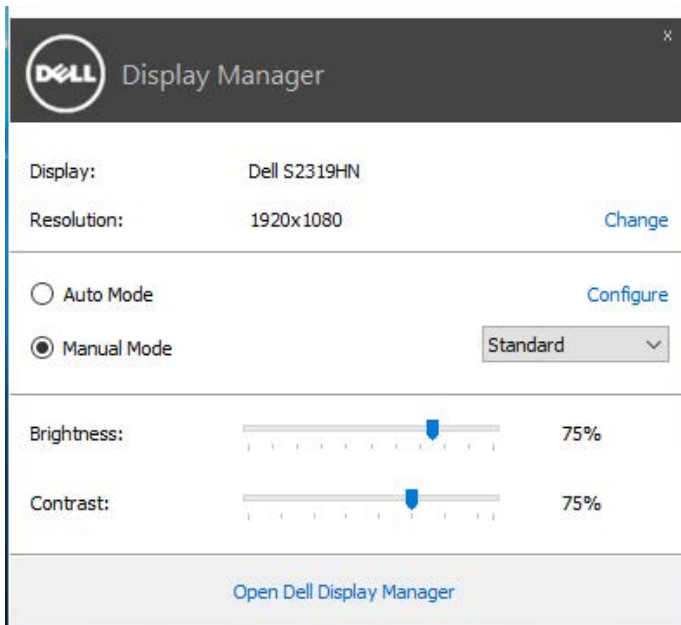 x
DELL Display Manager
Display: Dell S2319HN
Resolution: 1920x1080 Change
Auto Mode Configure
Manual Mode Standard
Brightness: 75%
Contrast: 75%
Open Dell Display Manager